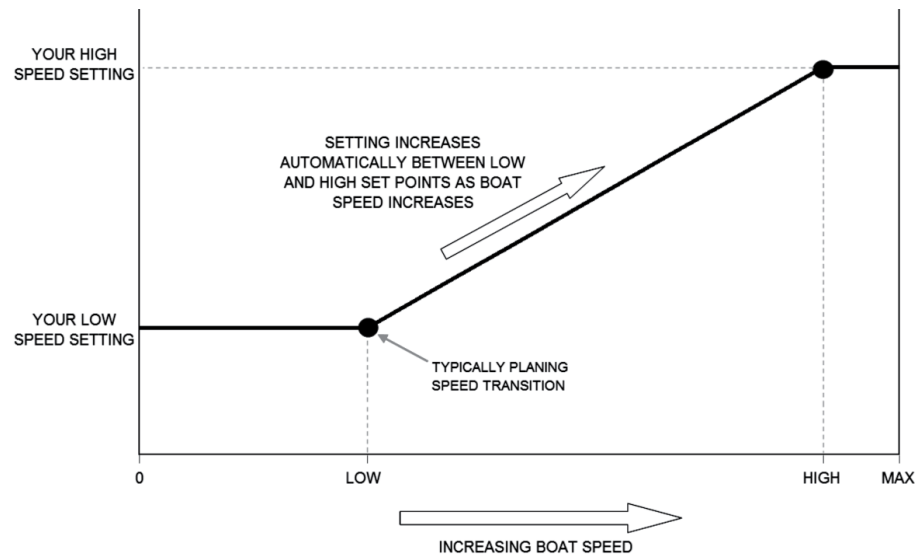 YOUR HIGH
SPEED SETTING
SETTING INCREASES
AUTOMATICALLY BETWEEN LOW
AND HIGH SET POINTS AS BOAT
SPEED INCREASES
YOUR LOW
SPEED SETTING
TYPICALLY PLANING
SPEED TRANSITION
0
LOW
HIGH
MAX
INCREASING BOAT SPEED